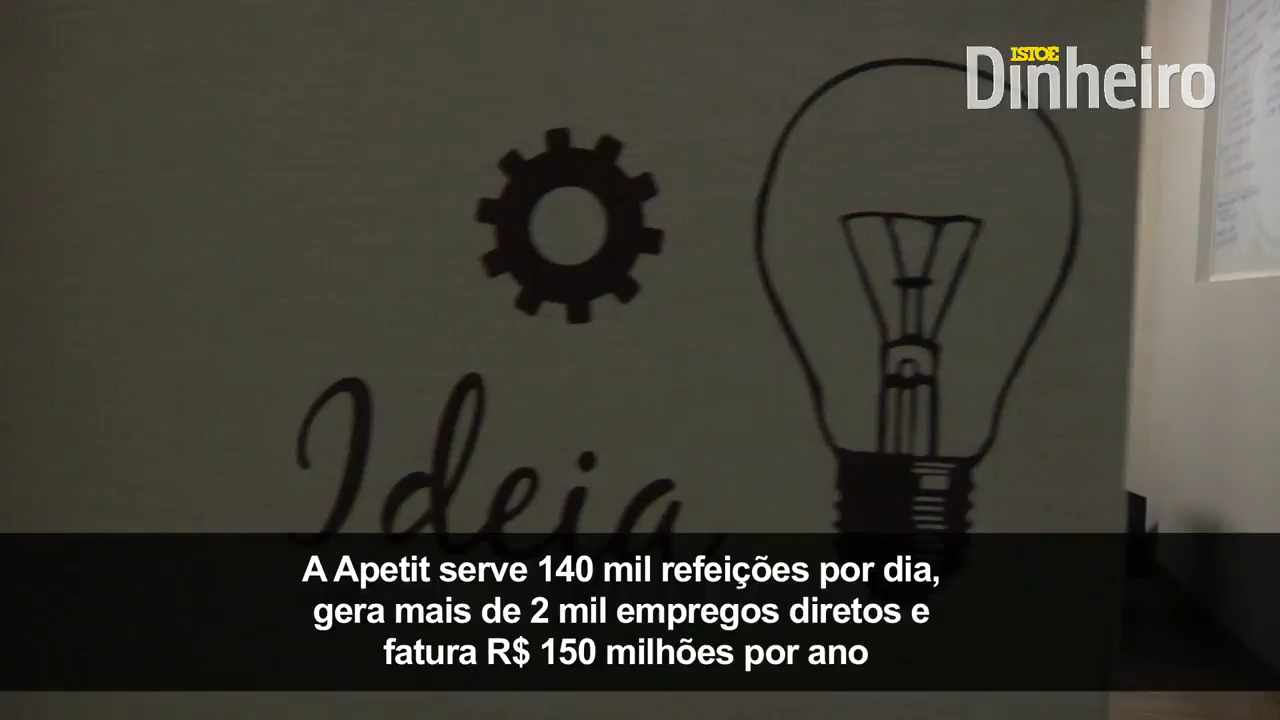 ISTOÉ
Dinheiro
Ideia
A Apetit serve 140 mil refeições por dia,
gera mais de 2 mil empregos diretos e
fatura R$ 150 milhões por ano